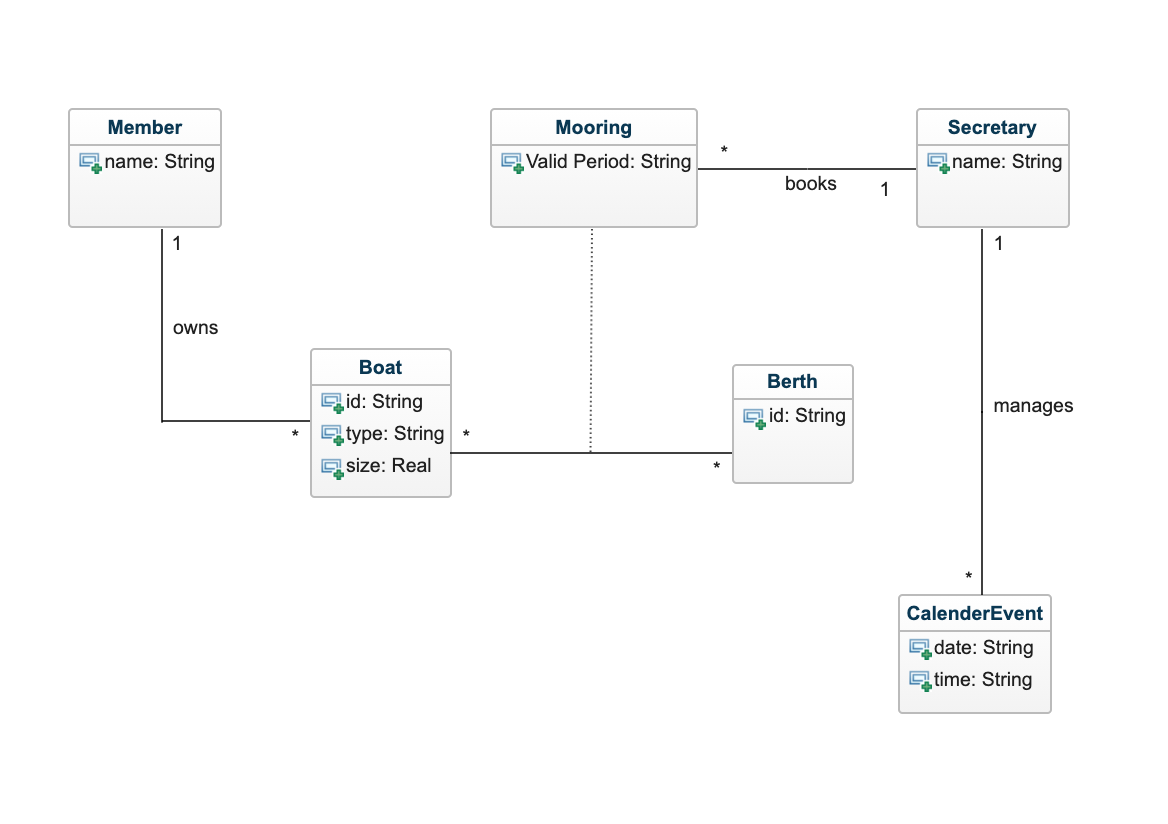 Member
name: String
Mooring
Valid Period: String
Secretary
name: String
*
books
1
1
1
owns
Boat
id: String
type: String
size: Real
*
*
*
Berth
id: String
manages
*
CalenderEvent
date: String
time: String